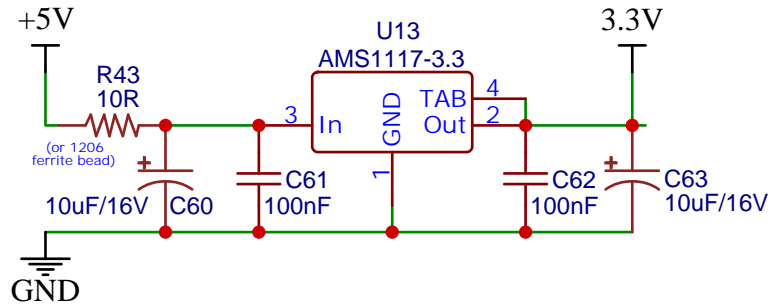 +5V
3.3V
U13
AMS1117-3.3
R43
10R
(or 1206
ferrite bead)
3
In
GND
1
TAB
Out
4
2
+
10uF/16V
C60
C61
100nF
C62
100nF
+
C63
10uF/16V
GND